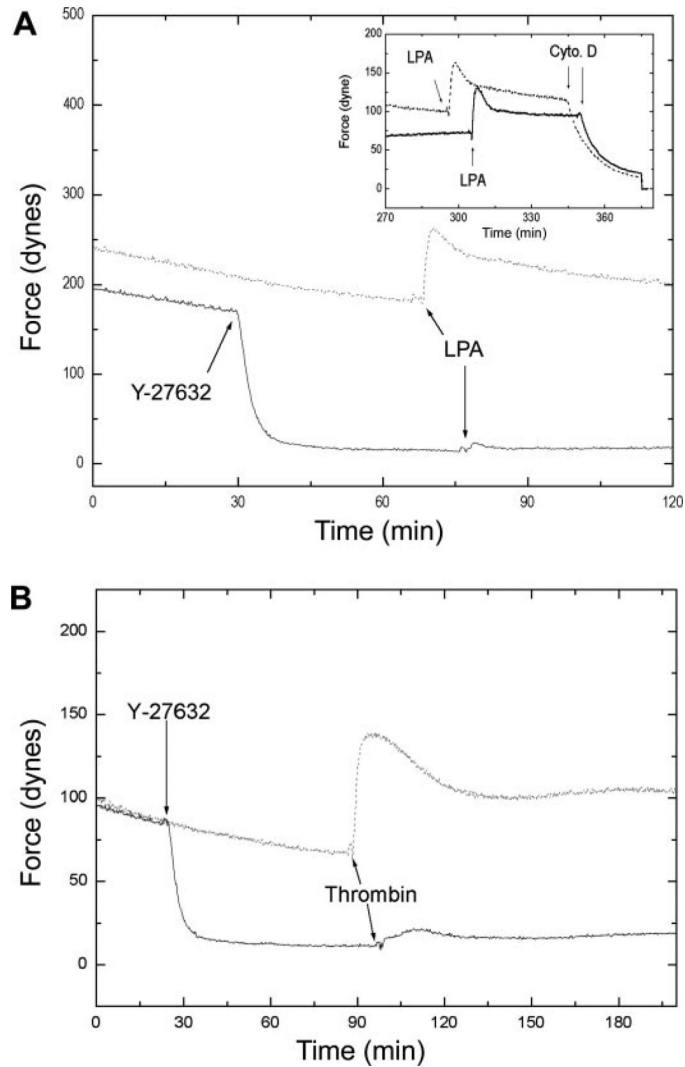 A
500
400
300
200
100
0
Force (dynes)
0 30 60 90 120
Time (min)
Y-27632
LPA
200
150
100
50
0
Force (dyne)
270 300 330 360
Time (min)
LPA
Cyto. D
LPA
B
200
150
100
50
0
Force (dynes)
0 30 60 90 120 150 180
Time (min)
Y-27632
Thrombin